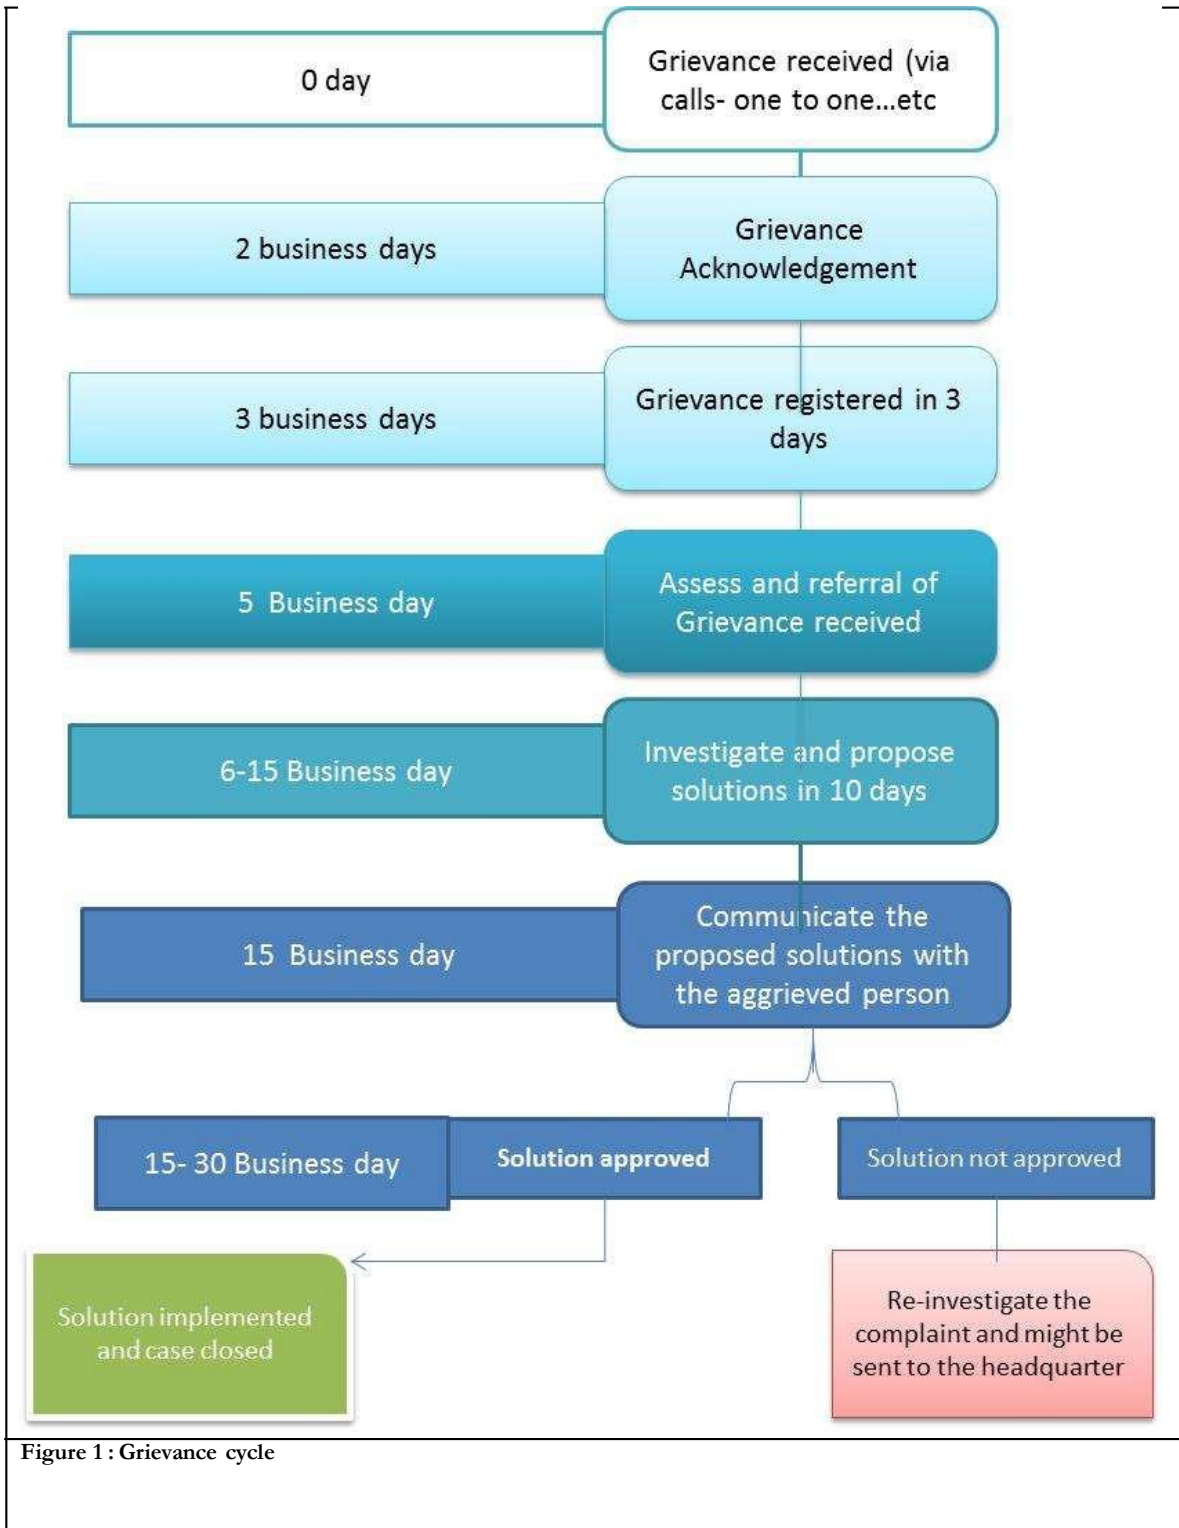 0 day
Grievance received (via
calls- one to one...etc
2 business days
Grievance
Acknowledgement
3 business days
Grievance registered in 3
days
5 Business day
Assess and referral of
Grievance received
6-15 Business day
Investigate and propose
solutions in 10 days
15 Business day
Communicate the
proposed solutions with
the aggrieved person
15- 30 Business day
Solution approved
Solution not approved
Solution implemented
and case closed
Re-investigate the
complaint and might be
sent to the headquarter
Figure 1 : Grievance cycle